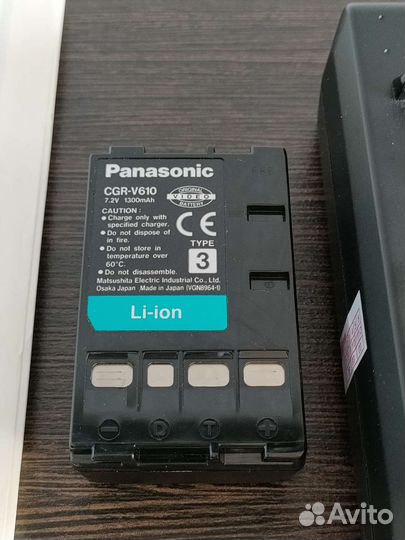 Panasonic
CGR-V610
7.2V 1300mAh
ORIGINAL
VIDEO
BATTERY
CAUTION :
● Charge only with
specified charger.
● Do not dispose of
in fire.
● Do not store in
temperature over
60°C.
● Do not disassemble.
CE
TYPE
3
Matsushita Electric Industrial Co., Ltd.
Osaka Japan Made in Japan (VGN8964-1)
Li-ion
− D T +
Avito